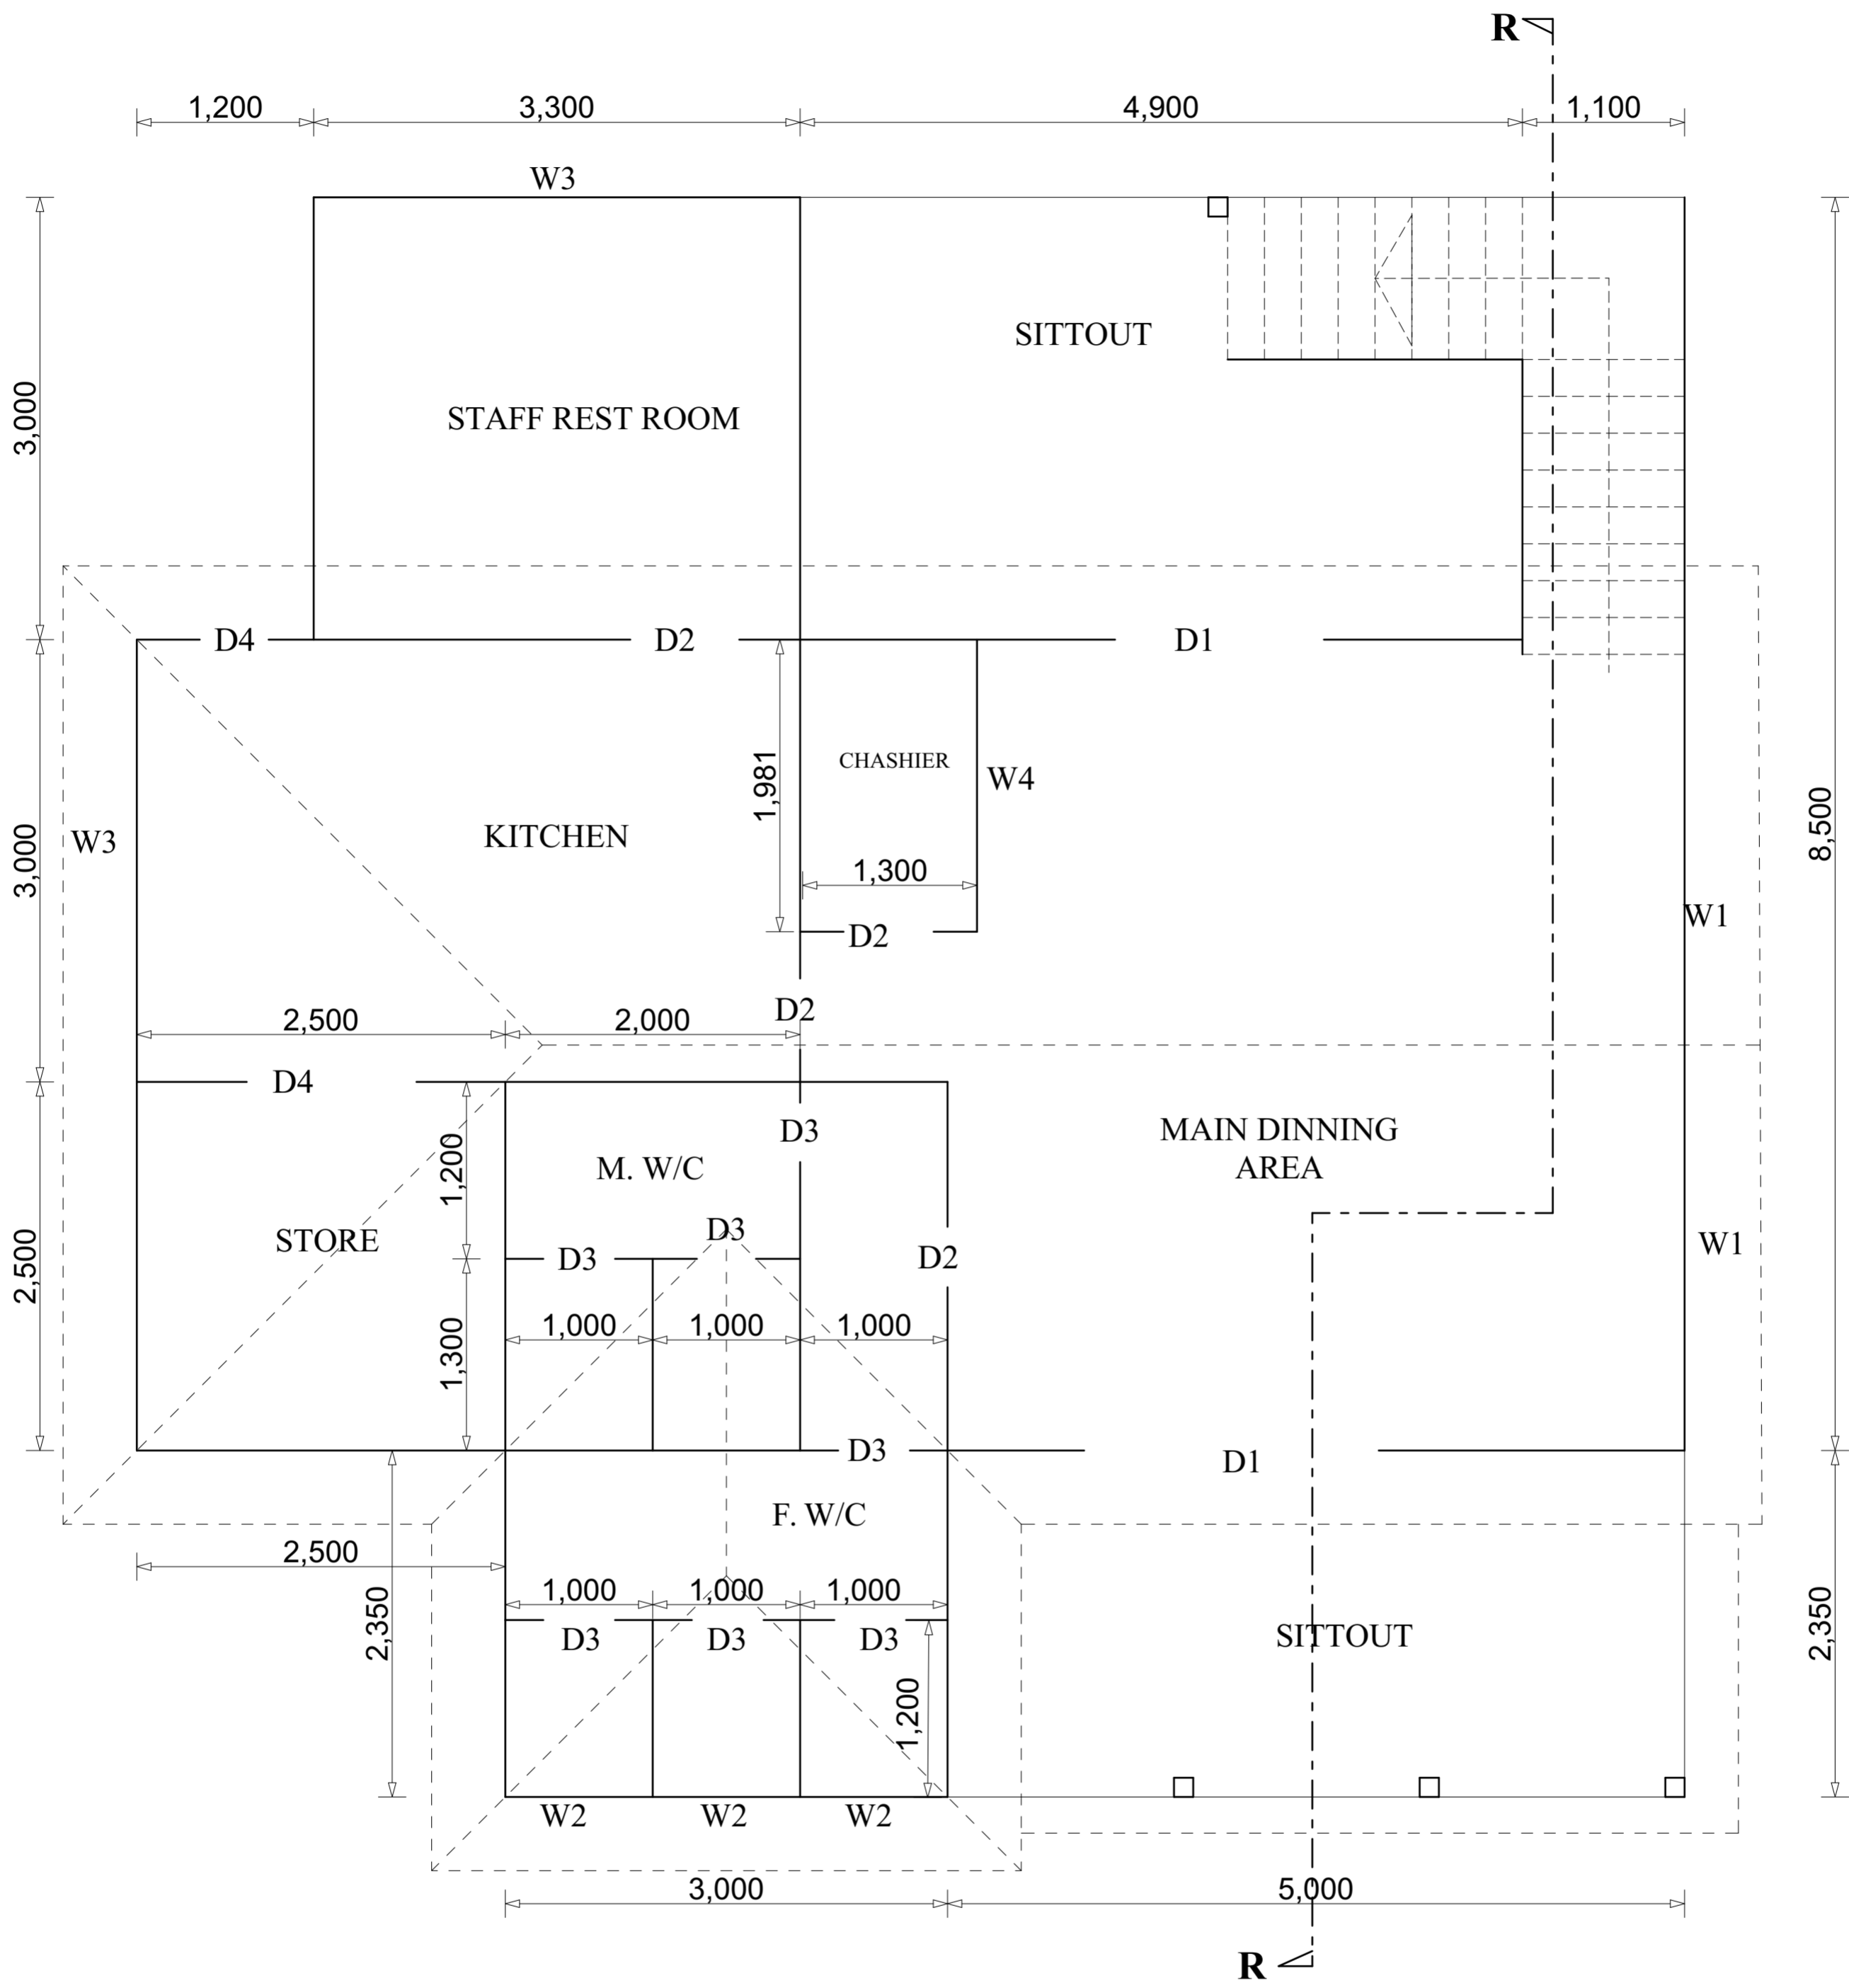 R
1,200
3,300
4,900
1,100
W3
SITTOUT
STAFF REST ROOM
3,000
D4
D2
D1
CHASHIER
1,981
W4
KITCHEN
W3
3,000
8,500
1,300
D2
W1
D2
2,500
2,000
D4
D3
MAIN DINNING
AREA
1,200
M. W/C
STORE
D3
D3
D2
W1
2,500
1,000
1,000
1,000
1,300
D3
D1
F. W/C
2,500
1,000
1,000
1,000
2,350
D3
D3
D3
SITTOUT
2,350
1,200
W2
W2
W2
3,000
5,000
R